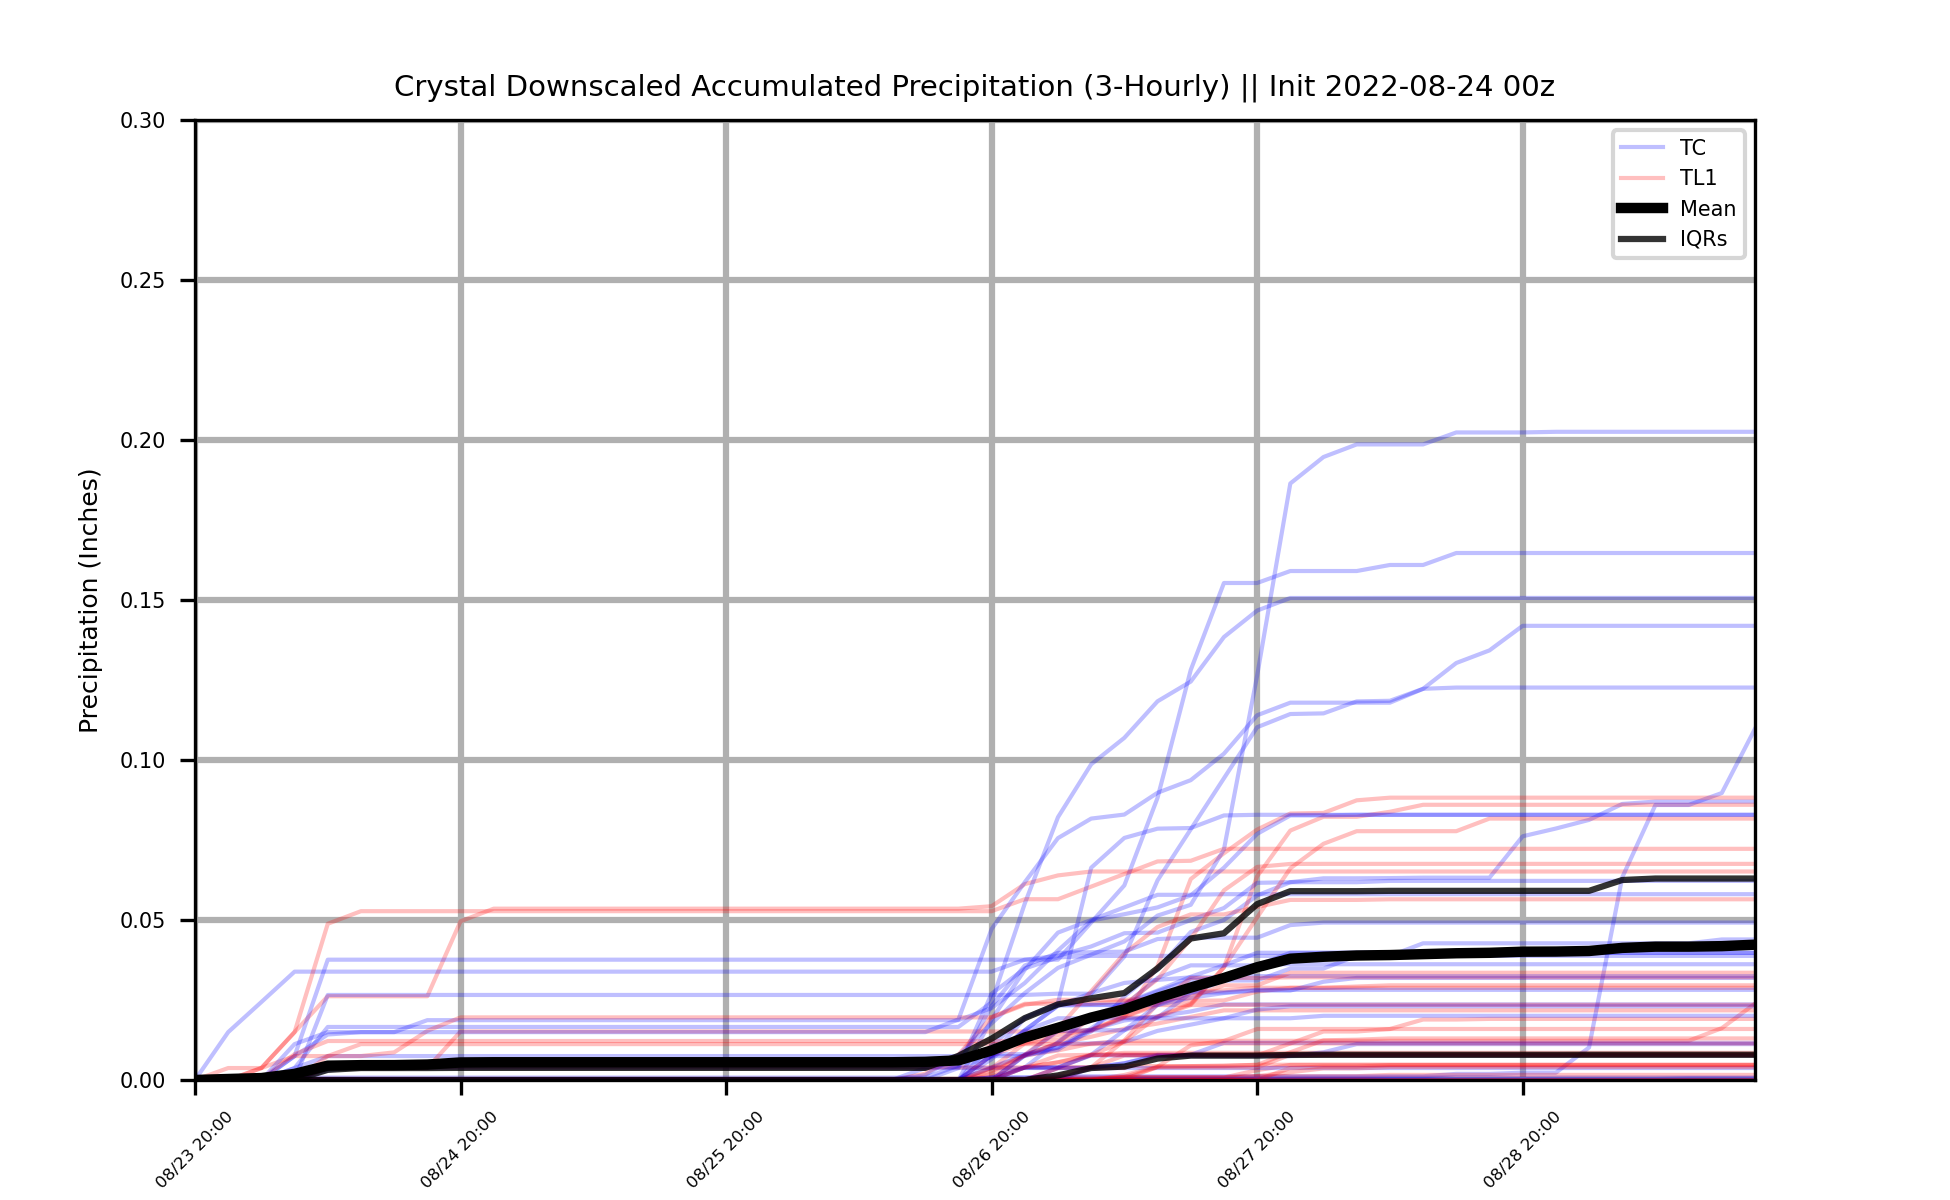 Crystal Downscaled Accumulated Precipitation (3-Hourly) || Init 2022-08-24 00z
TC
TL1
Mean
IQRs
Precipitation (Inches)
0.30
0.25
0.20
0.15
0.10
0.05
0.00
08/23 20:00
08/24 20:00
08/25 20:00
08/26 20:00
08/27 20:00
08/28 20:00